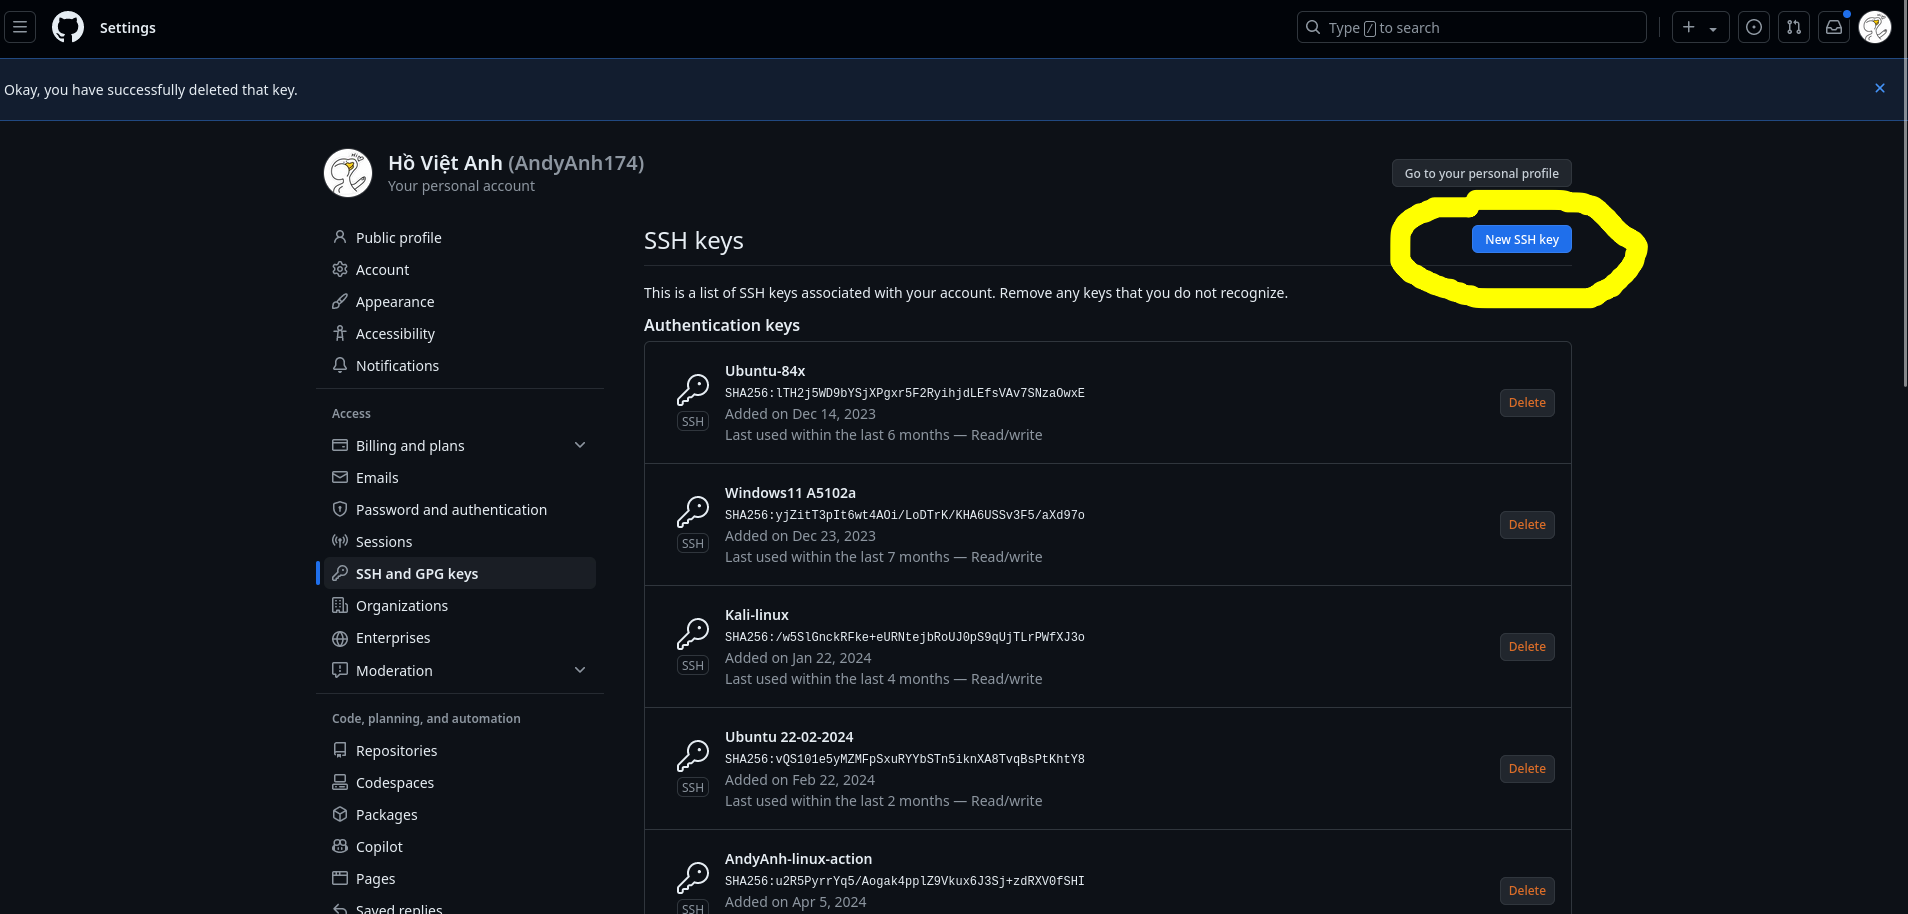 Settings
Type / to search
Okay, you have successfully deleted that key.
Hồ Việt Anh (AndyAnh174)
Your personal account
Go to your personal profile
Public profile
Account
Appearance
Accessibility
Notifications
Access
Billing and plans
Emails
Password and authentication
Sessions
SSH and GPG keys
Organizations
Enterprises
Moderation
Code, planning, and automation
Repositories
Codespaces
Packages
Copilot
Pages
Saved replies
SSH keys
New SSH key
This is a list of SSH keys associated with your account. Remove any keys that you do not recognize.
Authentication keys
Ubuntu-84x
SHA256:lTH2j5WD9bYSjXPgxr5F2RyihjdLEfsVAv7SNzaOwxE
Added on Dec 14, 2023
Last used within the last 6 months — Read/write
SSH
Delete
Windows11 A5102a
SHA256:yjZitT3pIt6wt4AOi/LoDTrK/KHA6USSv3F5/aXd97o
Added on Dec 23, 2023
Last used within the last 7 months — Read/write
SSH
Delete
Kali-linux
SHA256:/w5SlGnckRFke+eURNtejbRoUJ0pS9qUjTLrPWfXJ3o
Added on Jan 22, 2024
Last used within the last 4 months — Read/write
SSH
Delete
Ubuntu 22-02-2024
SHA256:vQS101e5yMZMFpSxuRYYbSTn5iknXA8TvqBsPtKhtY8
Added on Feb 22, 2024
Last used within the last 2 months — Read/write
SSH
Delete
AndyAnh-linux-action
SHA256:u2R5PyrrYq5/Aogak4pplZ9Vkux6J3Sj+zdRXV0fSHI
Added on Apr 5, 2024
SSH
Delete